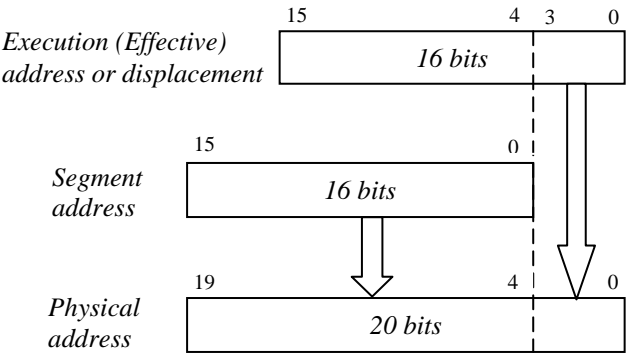 15 4 3 0
Execution (Effective)
address or displacement
16 bits
15 0
Segment
address
16 bits
19 4 0
Physical
address
20 bits